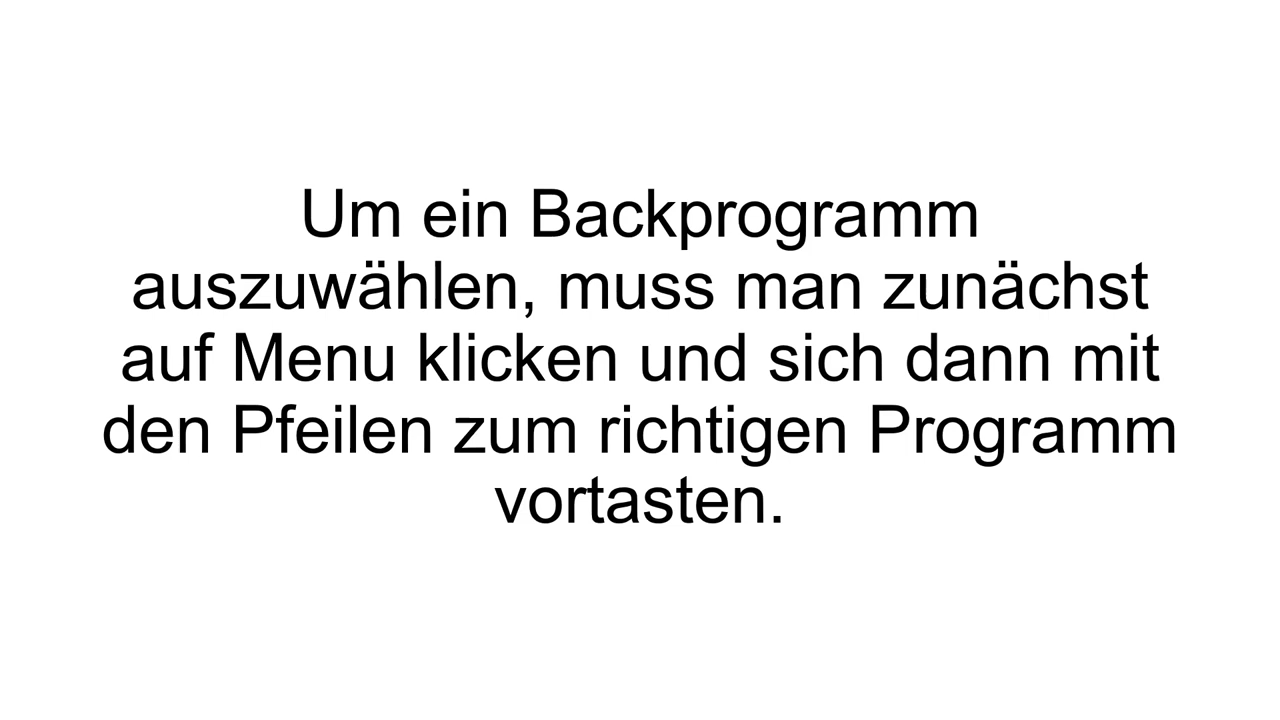 Um ein Backprogramm
auszuwählen, muss man zunächst
auf Menu klicken und sich dann mit
den Pfeilen zum richtigen Programm
vortasten.